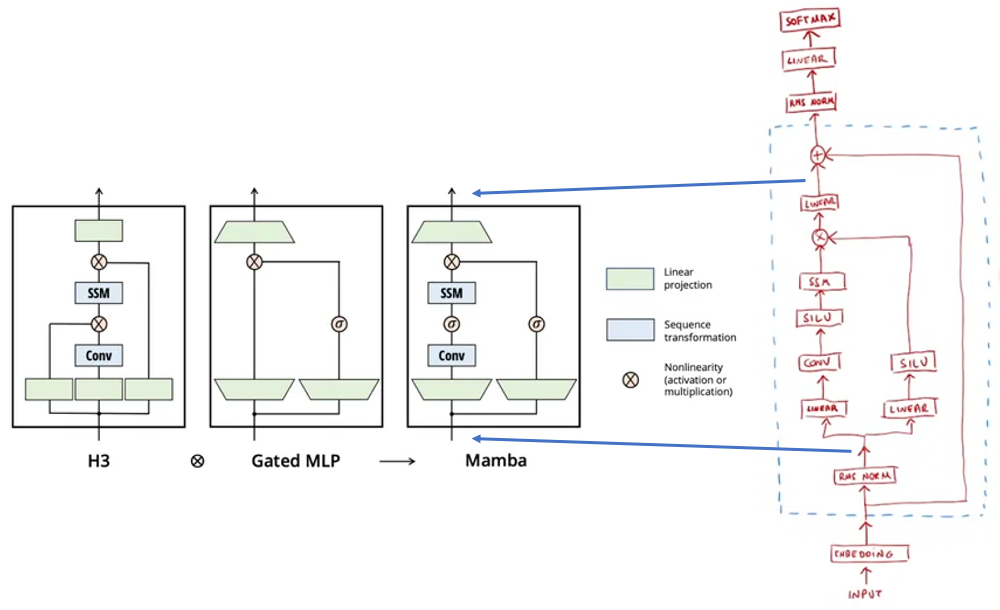 SSM
Conv
H3
⊗
Gated MLP
SSM
σ
σ
Conv
Mamba
σ
Linear
projection
Sequence
transformation
Nonlinearity
(activation or
multiplication)
SOFTMAX
LINEAR
RMS NORM
+
LINEAR
×
SSM
SILU
CONV
SILU
LINEAR
LINEAR
RMS NORM
EMBEDDING
INPUT